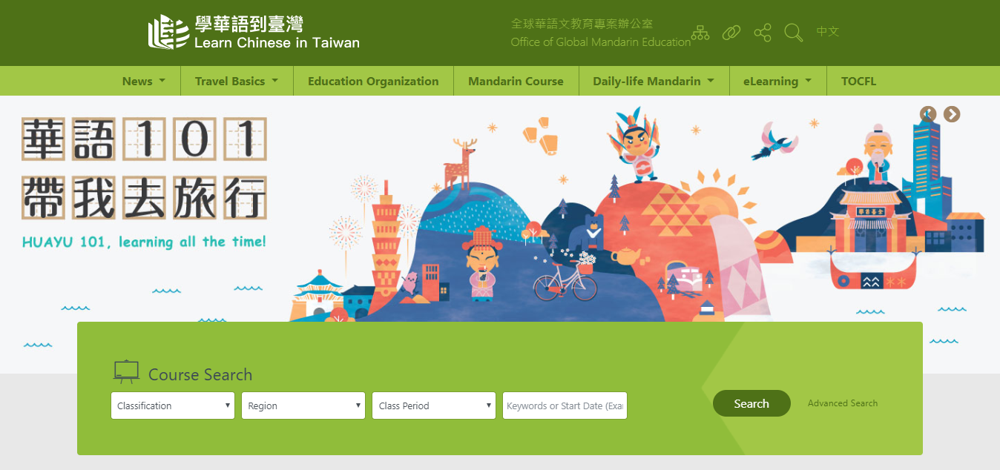 學華語到臺灣
Learn Chinese in Taiwan
全球華語文教育專案辦公室
Office of Global Mandarin Education
中文
News
Travel Basics
Education Organization
Mandarin Course
Daily-life Mandarin
eLearning
TOCFL
華語101
帶我去旅行
HUAYU 101, learning all the time!
Course Search
Classification
Region
Class Period
Keywords or Start Date (Exa
Search
Advanced Search